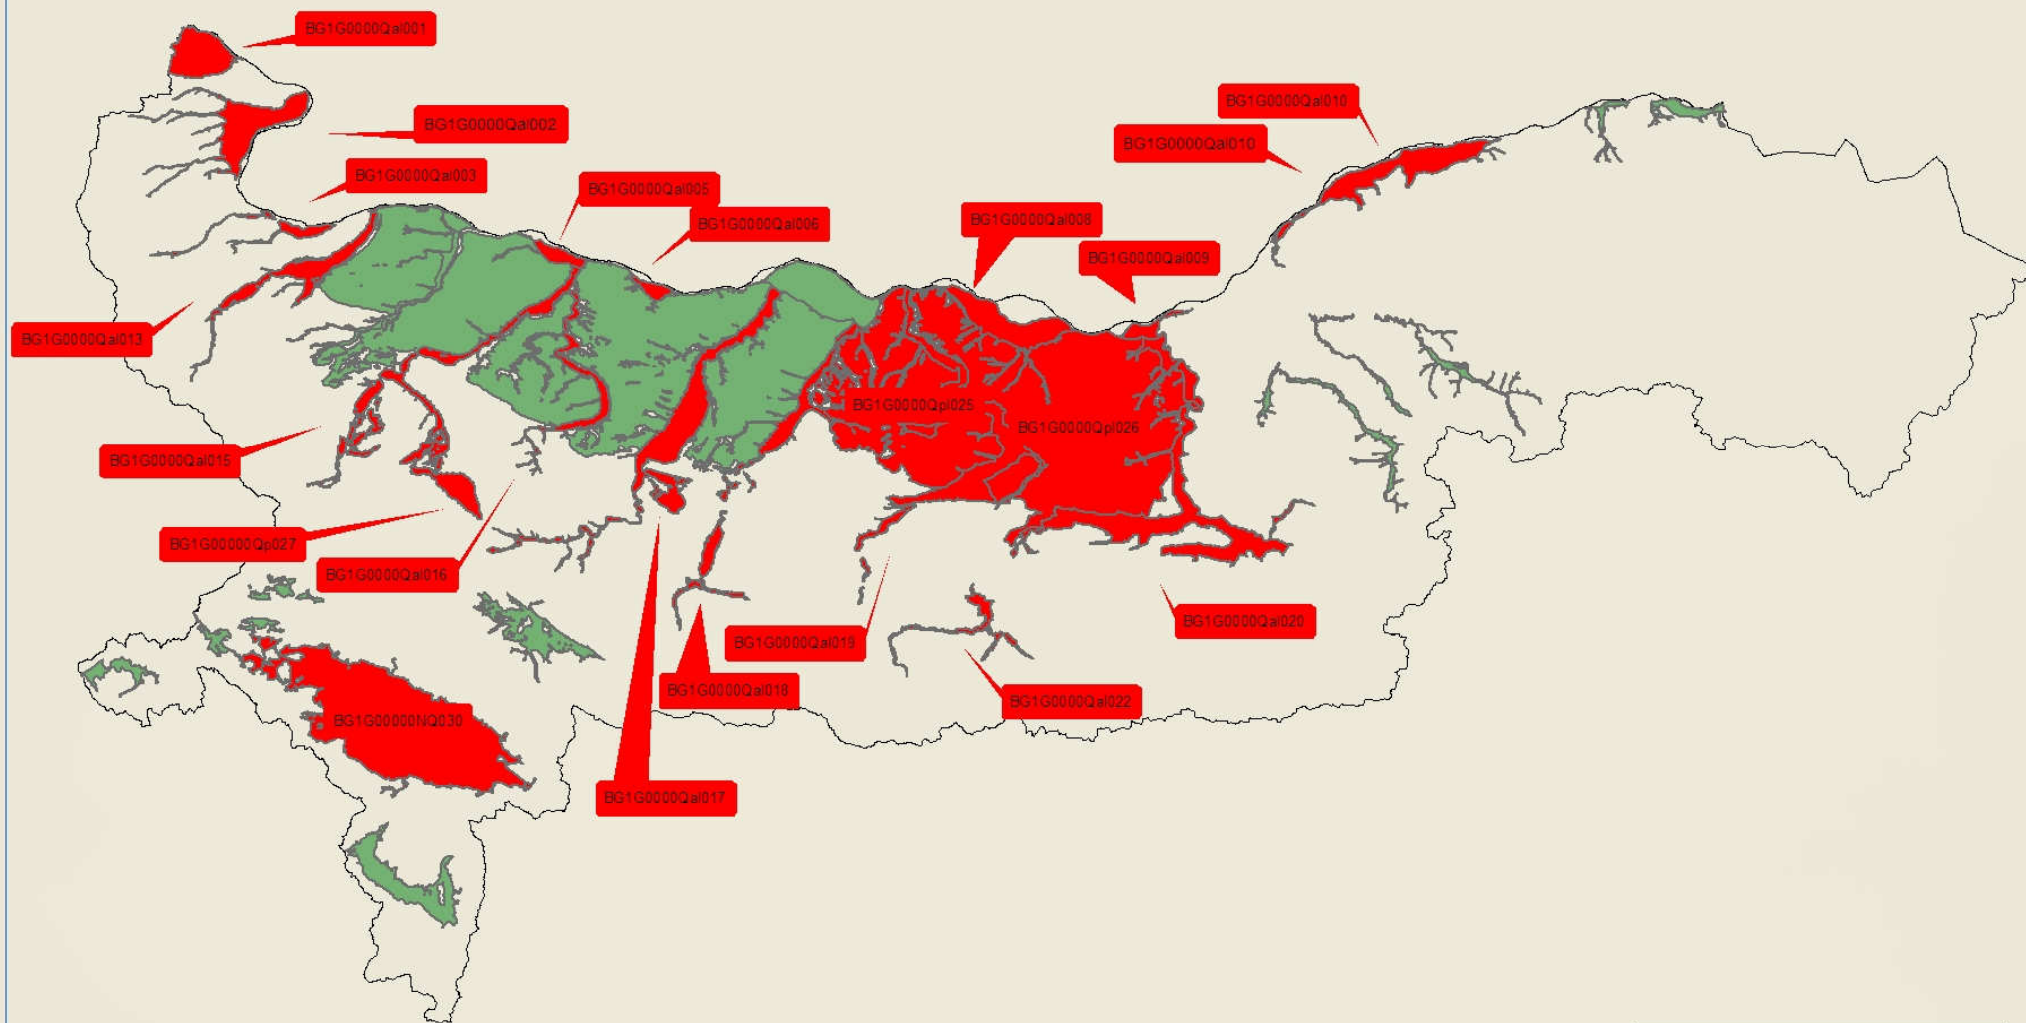 BG1G0000Qal001
BG1G0000Qal010
BG1G0000Qal002
BG1G0000Qal010
BG1G0000Qal003
BG1G0000Qal005
BG1G0000Qal006
BG1G0000Qal008
BG1G0000Qal009
BG1G0000Qal013
BG1G0000Qpl025
BG1G0000Qpl026
BG1G0000Qal015
BG1G00000Qp027
BG1G0000Qal016
BG1G0000Qal020
BG1G0000Qal019
BG1G0000Qal018
BG1G0000Qal022
BG1G00000NQ030
BG1G0000Qal017